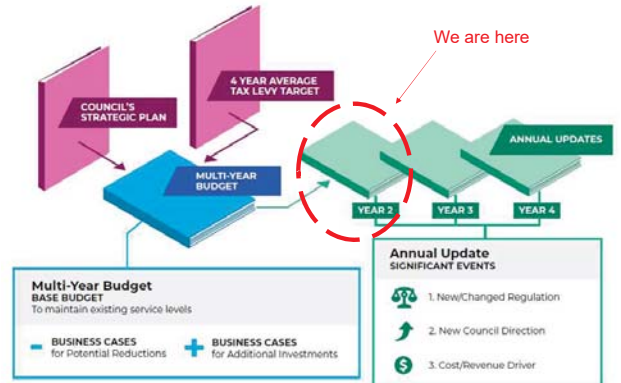 We are here
4 YEAR AVERAGE
TAX LEVY TARGET
COUNCIL'S
STRATEGIC PLAN
ANNUAL UPDATES
MULTI-YEAR
BUDGET
YEAR 2
YEAR 3
YEAR 4
Multi-Year Budget
BASE BUDGET
To maintain existing service levels
BUSINESS CASES
for Potential Reductions
BUSINESS CASES
for Additional Investments
Annual Update
SIGNIFICANT EVENTS
1. New/Changed Regulation
2. New Council Direction
3. Cost/Revenue Driver